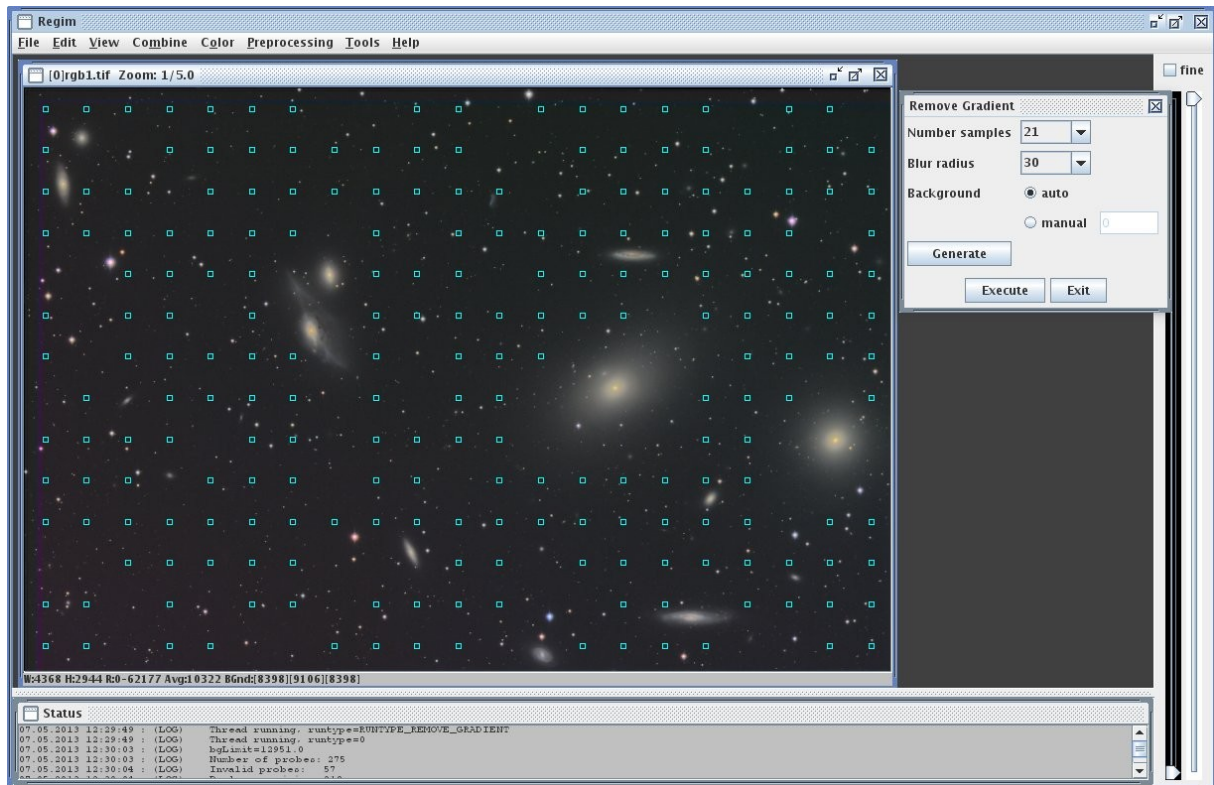 Regim
File Edit View Combine Color Preprocessing Tools Help
[0]rgb1.tif Zoom: 1/5.0
fine
Remove Gradient
Number samples 21
Blur radius 30
Background auto
manual 0
Generate
Execute Exit
W:4368 H:2944 R:0-62177 Avg:10322 BGnd:[8398][9106][8398]
Status
07.05.2013 12:29:49 : (LOG) Thread running, runtype=RUNTYPE_REMOVE_GRADIENT
07.05.2013 12:29:49 : (LOG) Thread running, runtype=0
07.05.2013 12:30:03 : (LOG) bgLimit=12951.0
07.05.2013 12:30:03 : (LOG) Number of probes: 275
07.05.2013 12:30:04 : (LOG) Invalid probes: 57